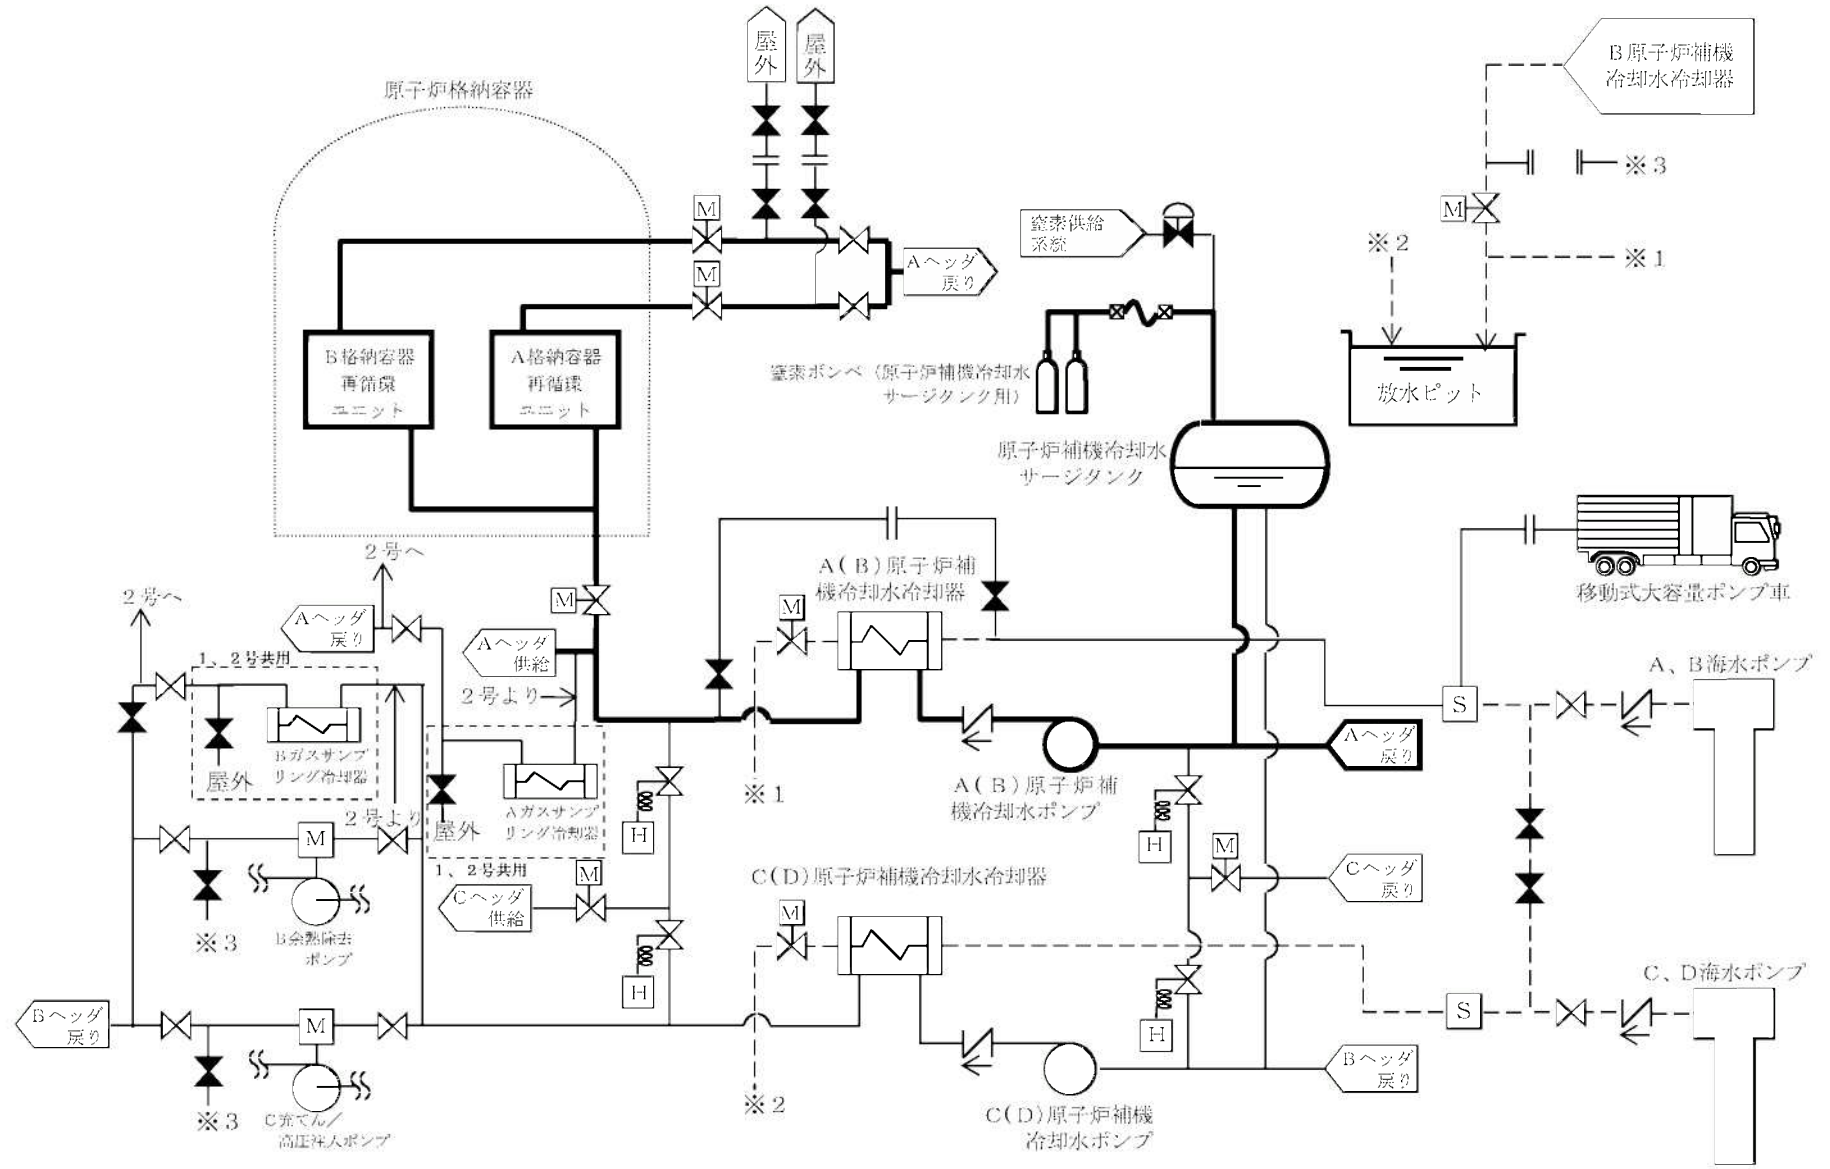 屋外
屋外
原子炉格納容器
B原子炉補機
冷却水冷却器
※3
M
M
M
窒素供給
系統
※2
※1
Aヘッダ
戻り
B格納容器
再循環
ユニット
A格納容器
再循環
ユニット
窒素ボンベ(原子炉補機冷却水
サージタンク用)
放水ピット
原子炉補機冷却水
サージタンク
2号へ
2号へ
A(B)原子炉補
機冷却水冷却器
移動式大容量ポンプ車
M
M
Aヘッダ
戻り
Aヘッダ
供給
1、2号共用
2号より
A、B海水ポンプ
S
Bガスサンプ
リング冷却器
屋外
Aヘッダ
戻り
※1
A(B)原子炉補
機冷却水ポンプ
2号より
屋外
Aガスサンプ
リング冷却器
H
H
M
M
1、2号共用
M
C(D)原子炉補機冷却水冷却器
Cヘッダ
戻り
Cヘッダ
供給
M
※3
B余熱除去
ポンプ
H
C、D海水ポンプ
S
Bヘッダ
戻り
M
H
Bヘッダ
戻り
※3
C充てん/
高圧注入ポンプ
※2
C(D)原子炉補機
冷却水ポンプ